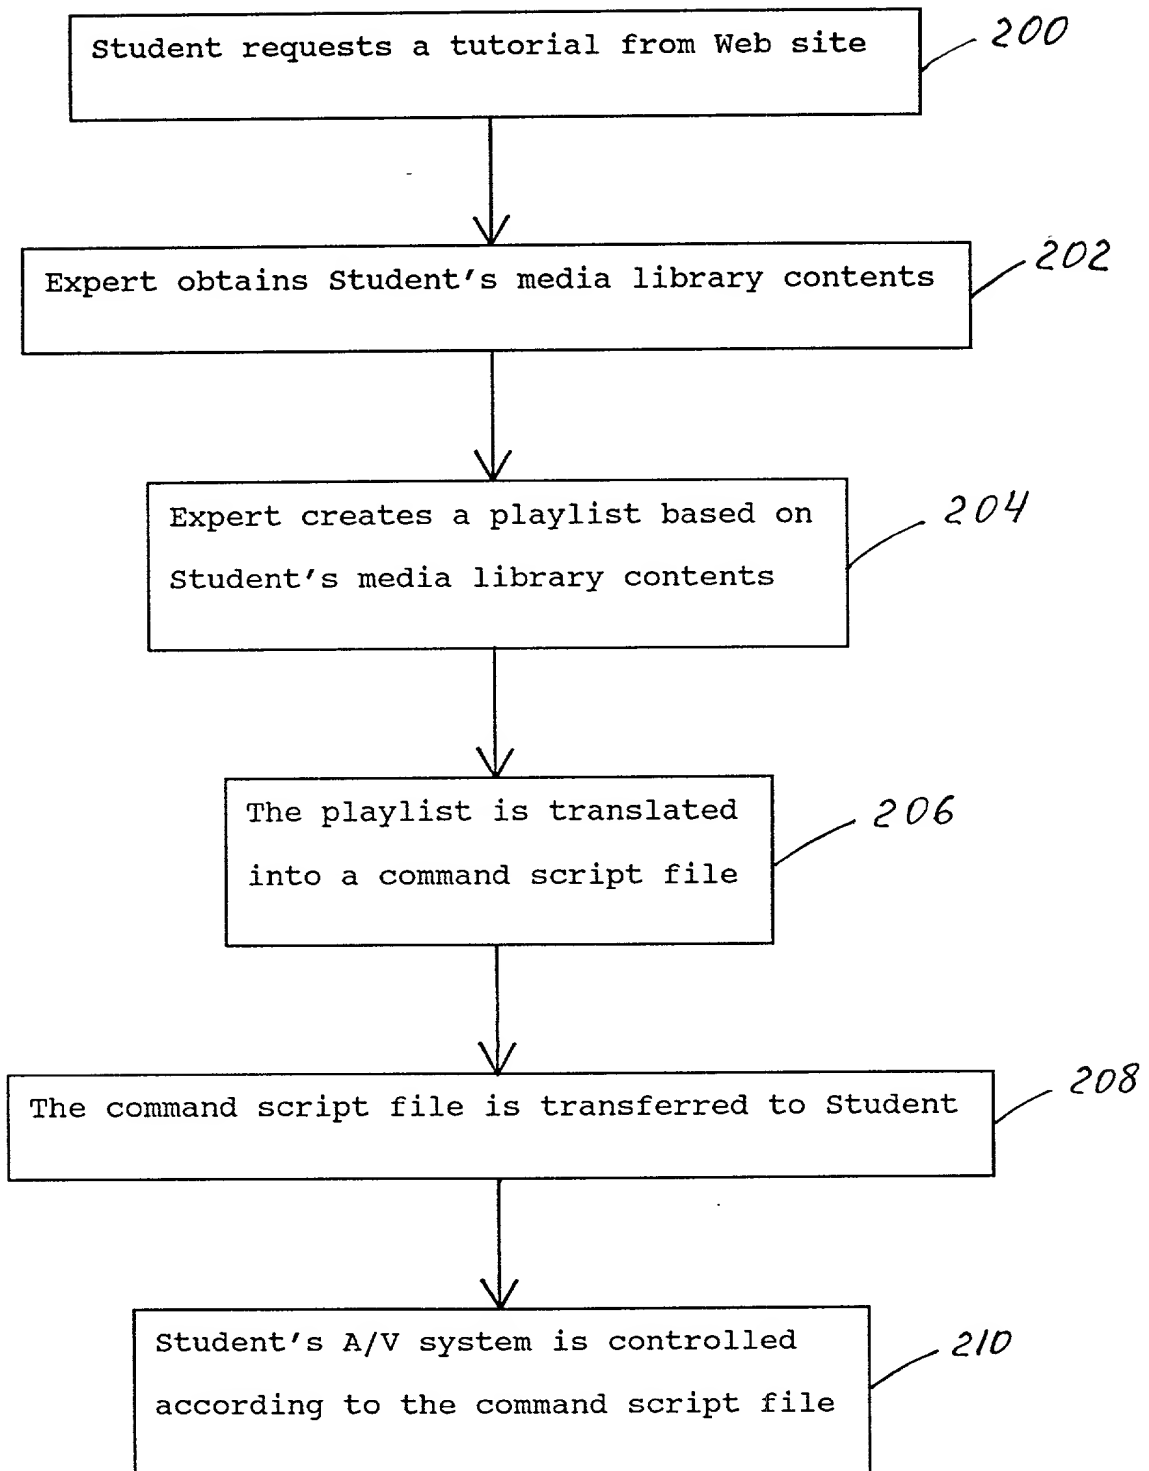 Student requests a tutorial from Web site
200
Expert obtains Student's media library contents
202
Expert creates a playlist based on
Student's media library contents
204
The playlist is translated
into a command script file
206
The command script file is transferred to Student
208
Student's A/V system is controlled
according to the command script file
210